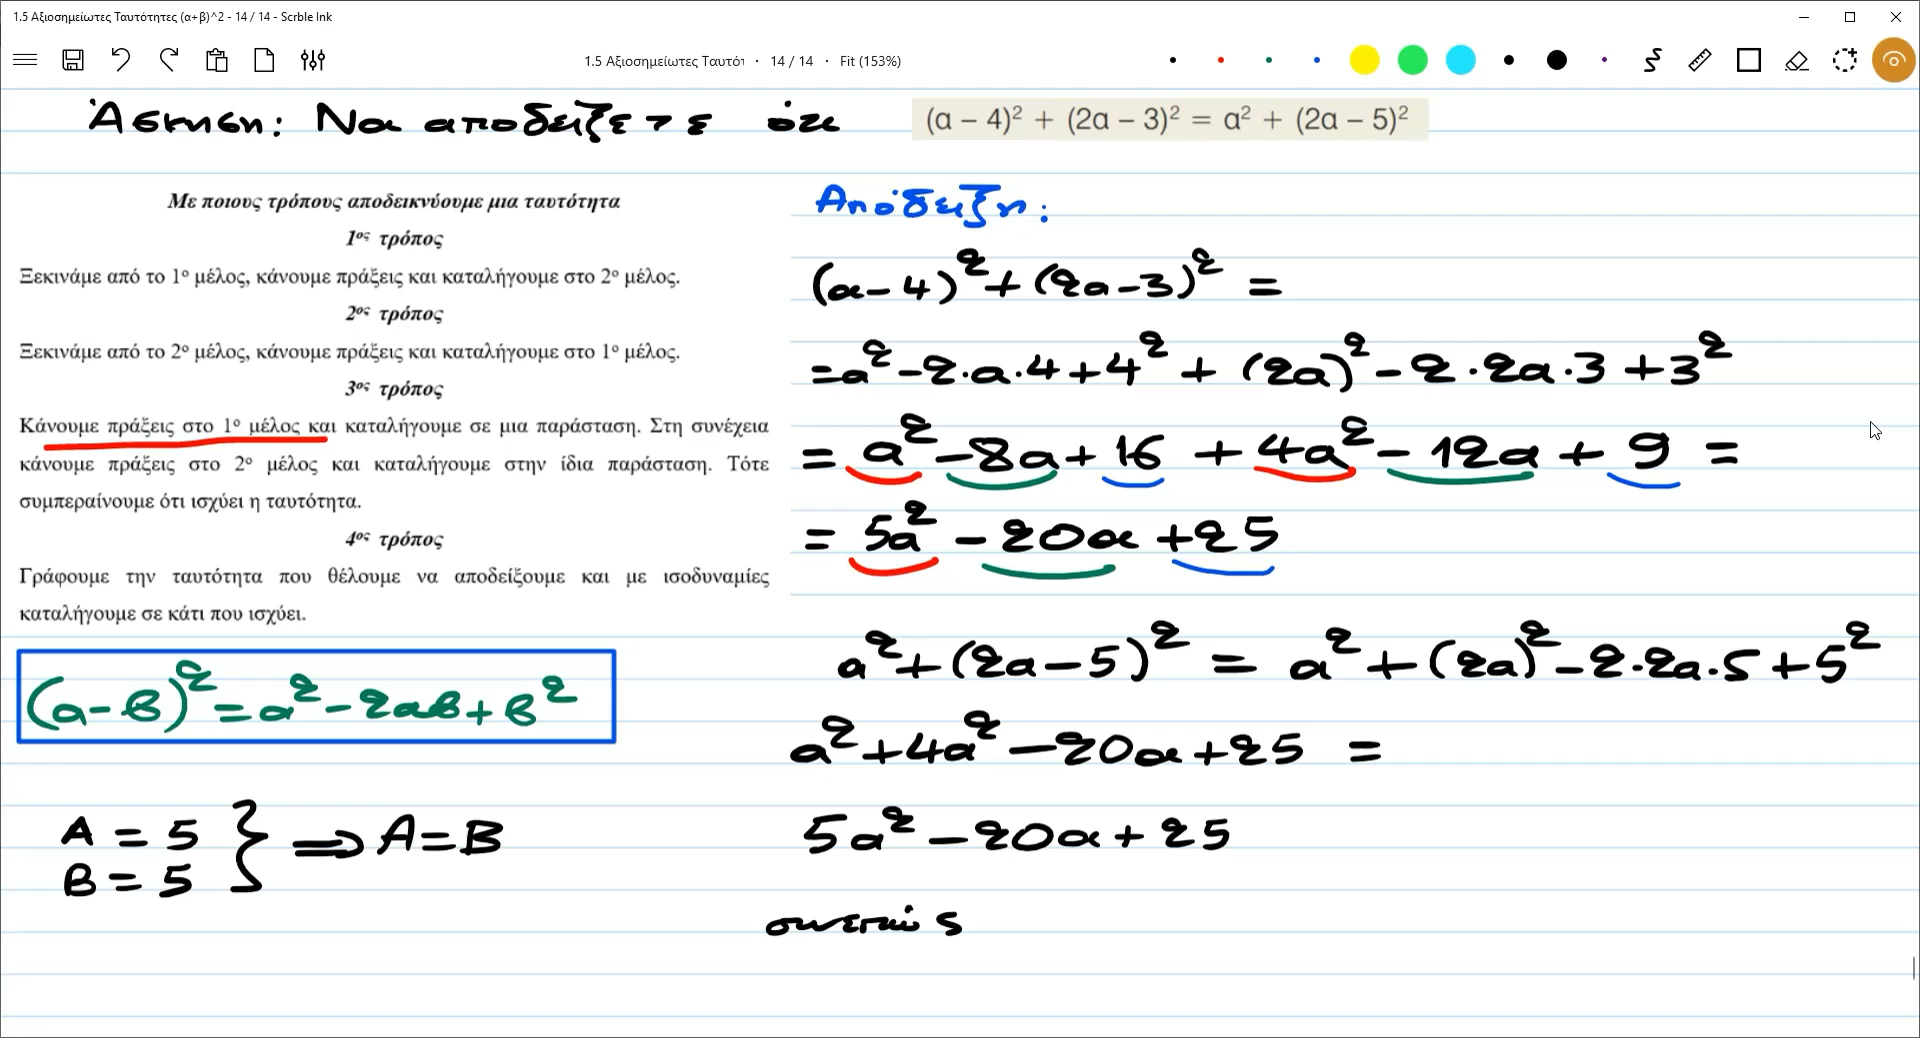 1.5 Αξιοσημείωτες Ταυτότητες (α+β)^2 - 14 / 14 - Scrble Ink
1.5 Αξιοσημείωτες Ταυτότ · 14 / 14 · Fit (153%)
Άσκηση: Να αποδείξετε ότι (α – 4)² + (2α – 3)² = α² + (2α – 5)²
Με ποιους τρόπους αποδεικνύουμε μια ταυτότητα
1ος τρόπος
Ξεκινάμε από το 1ο μέλος, κάνουμε πράξεις και καταλήγουμε στο 2ο μέλος.
2ος τρόπος
Ξεκινάμε από το 2ο μέλος, κάνουμε πράξεις και καταλήγουμε στο 1ο μέλος.
3ος τρόπος
Κάνουμε πράξεις στο 1ο μέλος και καταλήγουμε σε μια παράσταση. Στη συνέχεια
κάνουμε πράξεις στο 2ο μέλος και καταλήγουμε στην ίδια παράσταση. Τότε
συμπεραίνουμε ότι ισχύει η ταυτότητα.
4ος τρόπος
Γράφουμε την ταυτότητα που θέλουμε να αποδείξουμε και με ισοδυναμίες
καταλήγουμε σε κάτι που ισχύει.
(α-β)² = α² - 2αβ + β²
A = 5
B = 5
} ⟹ A = B
Απόδειξη:
(α-4)² + (2α-3)² =
= α² - 2·α·4 + 4² + (2α)² - 2·2α·3 + 3²
= α² - 8α + 16 + 4α² - 12α + 9 =
= 5α² - 20α + 25
α² + (2α-5)² = α² + (2α)² - 2·2α·5 + 5²
α² + 4α² - 20α + 25 =
5α² - 20α + 25
συνεπώς